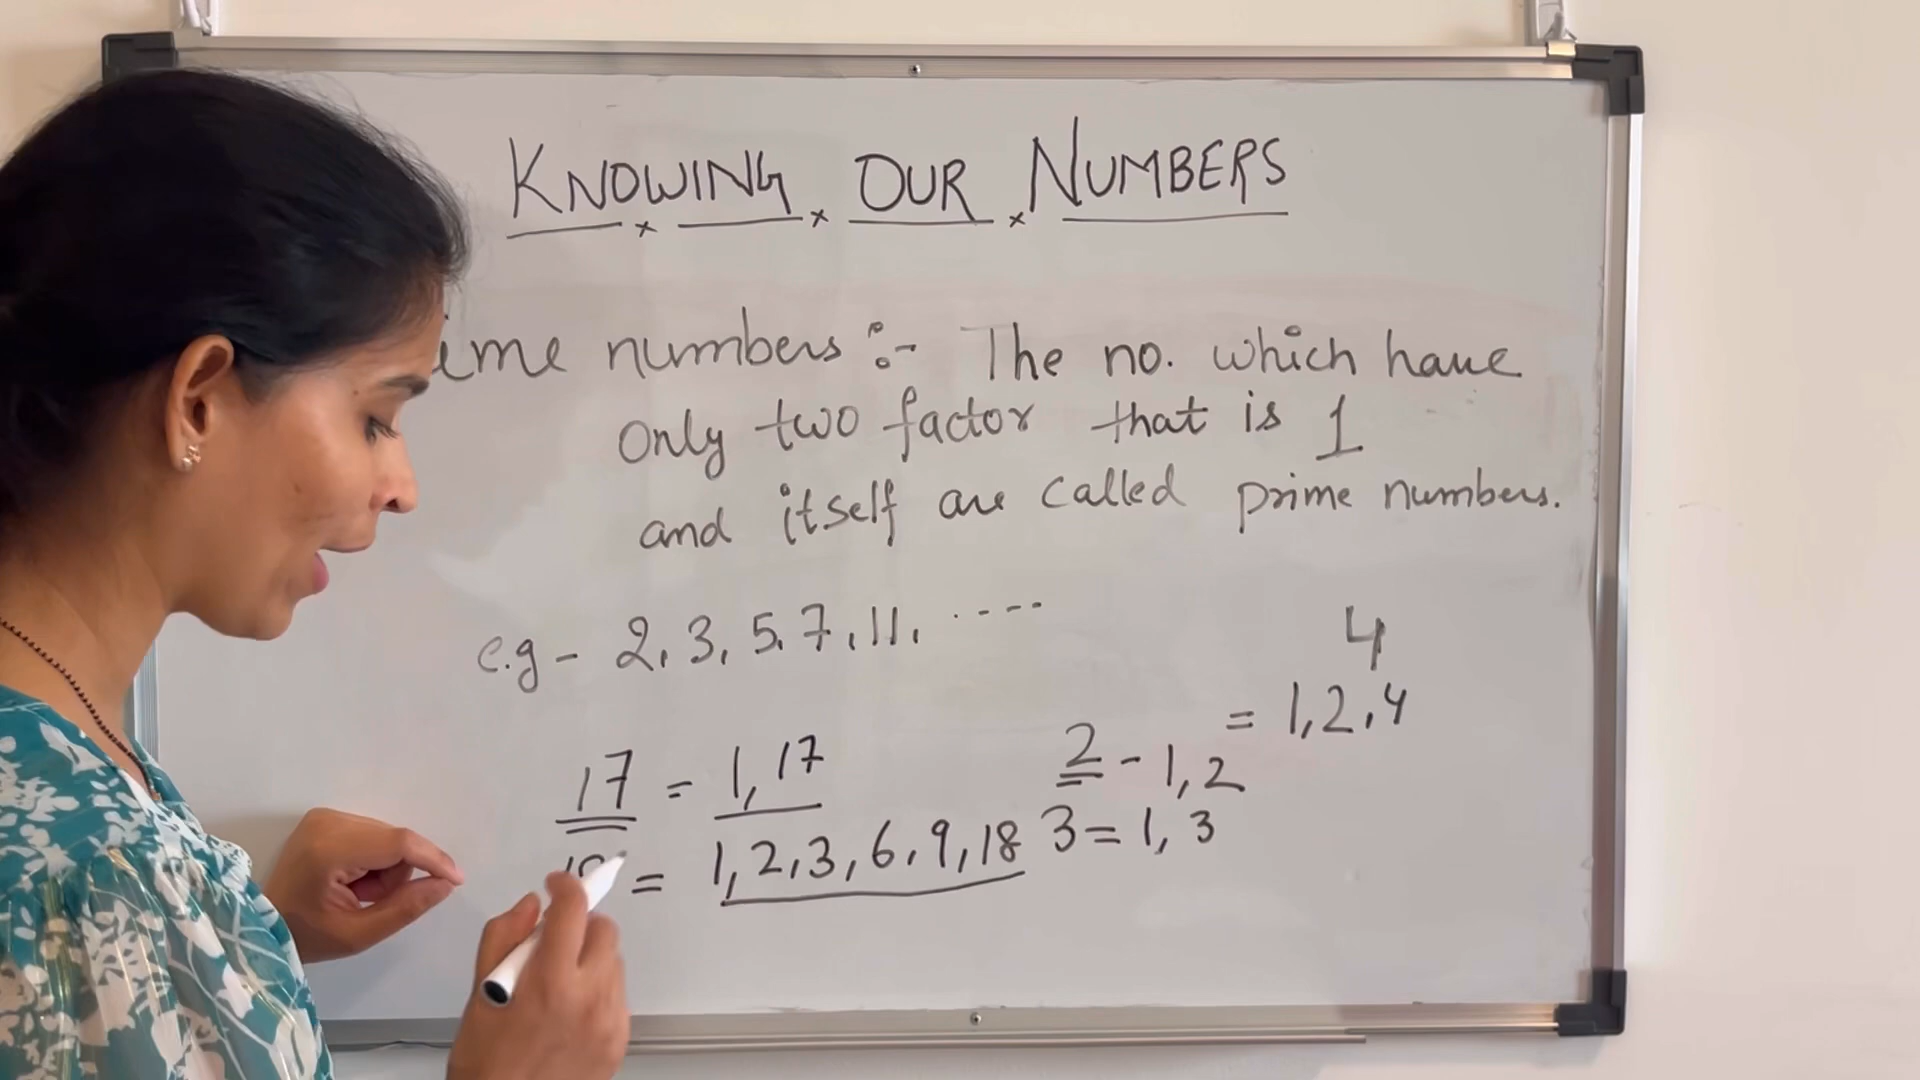 KNOWING OUR NUMBERS
ime numbers :- The no. which have
only two factor that is 1
and itself are called prime numbers.
e.g - 2, 3, 5, 7, 11, ......
4
= 1, 2, 4
17 = 1, 17
2 - 1, 2
= 1, 2, 3, 6, 9, 18
3 = 1, 3